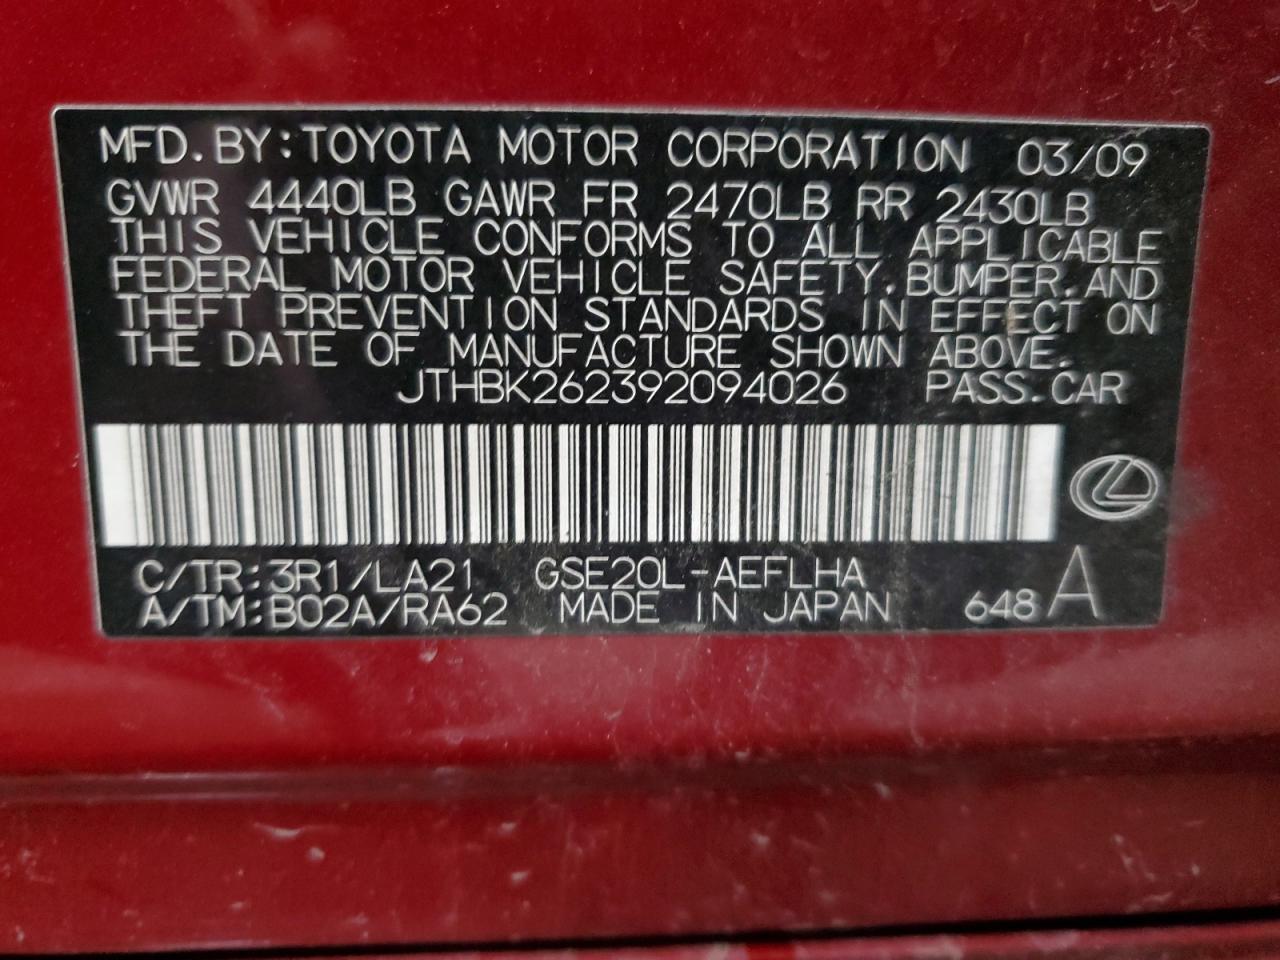 MFD. BY: TOYOTA MOTOR CORPORATION 03/09
GVWR 4440LB GAWR FR 2470LB RR 2430LB
THIS VEHICLE CONFORMS TO ALL APPLICABLE
FEDERAL MOTOR VEHICLE SAFETY, BUMPER, AND
THEFT PREVENTION STANDARDS IN EFFECT ON
THE DATE OF MANUFACTURE SHOWN ABOVE.
JTHBK262392094026 PASS. CAR
C/TR: 3R1/LA21 GSE20L-AEFLHA
A/TM: B02A/RA62 MADE IN JAPAN 648 A